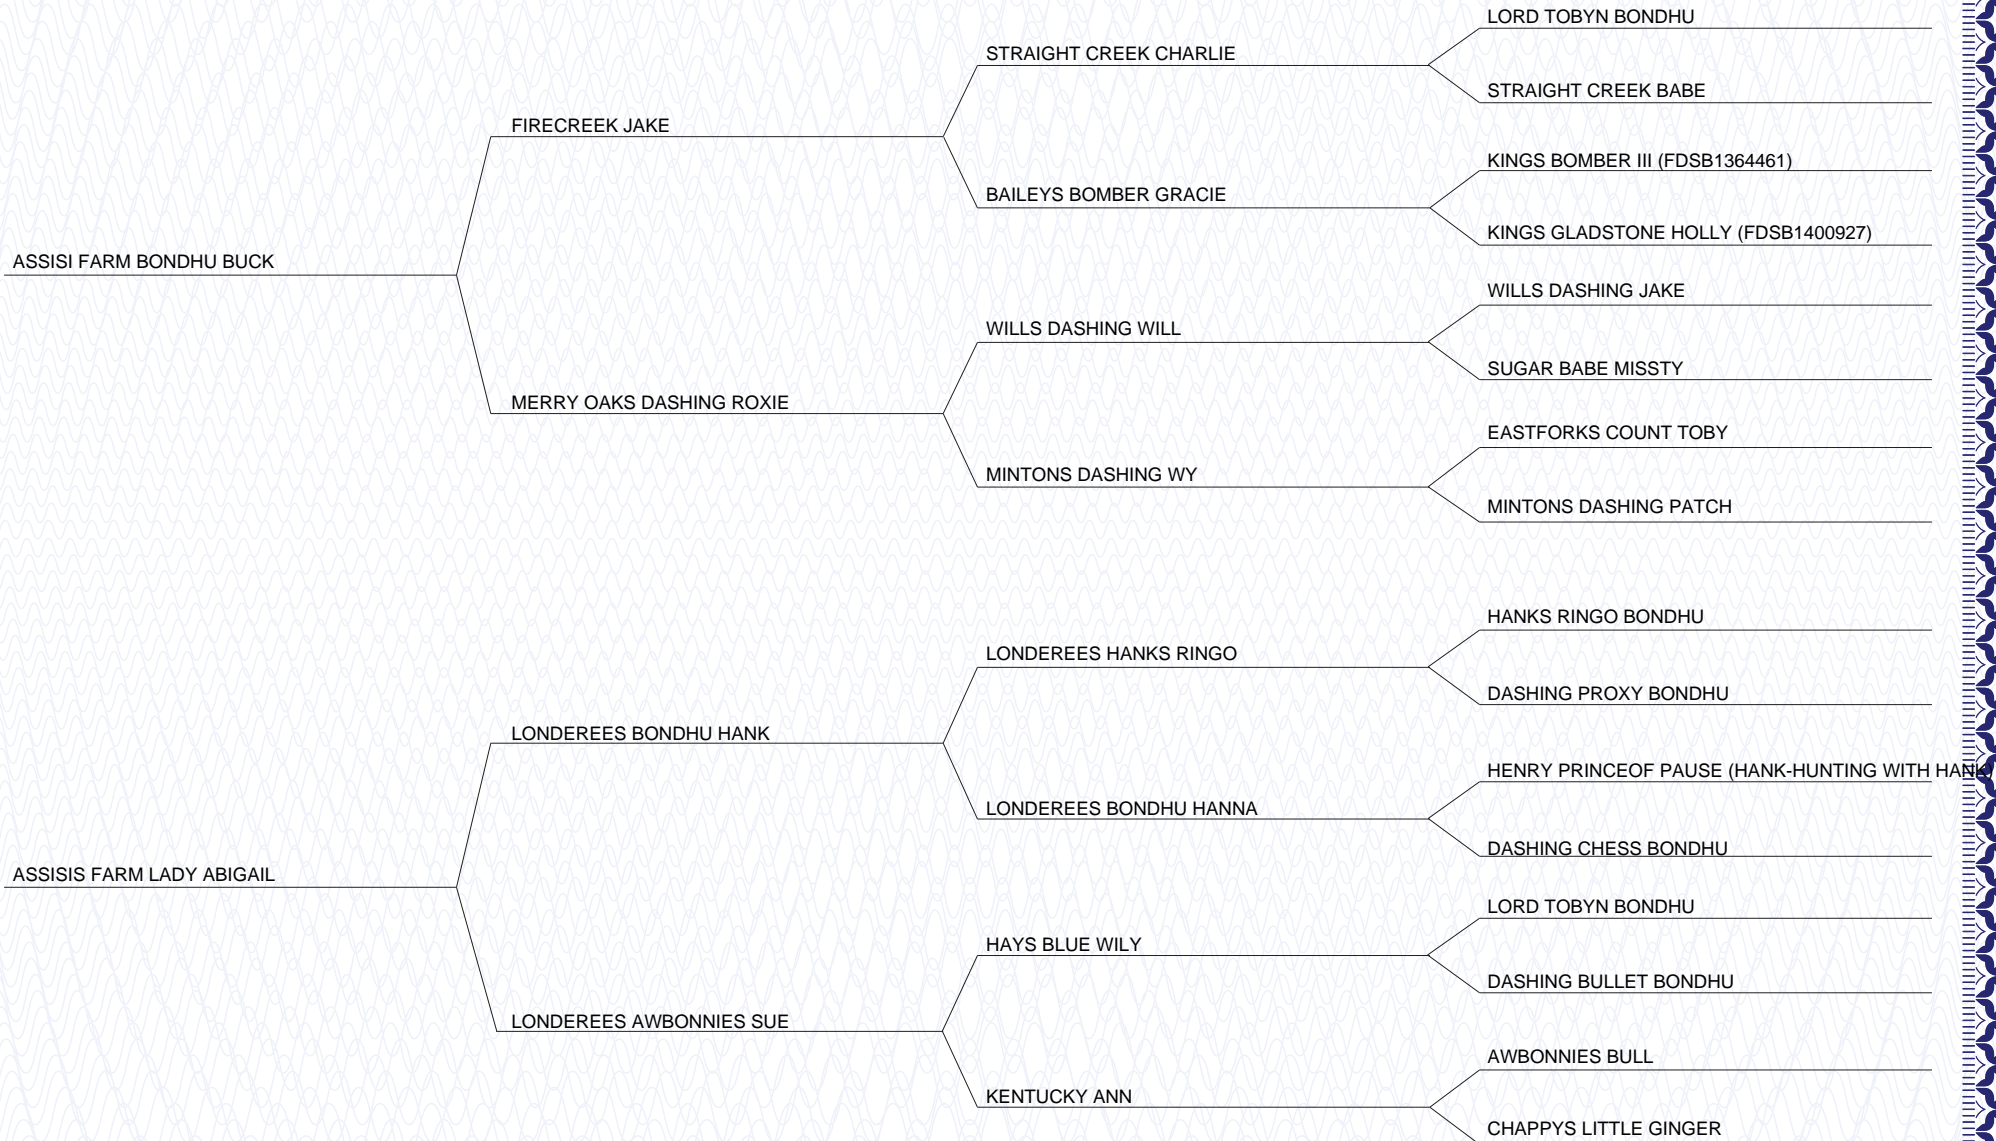 LORD TOBYN BONDHU
STRAIGHT CREEK CHARLIE
STRAIGHT CREEK BABE
FIRECREEK JAKE
KINGS BOMBER III (FDSB1364461)
BAILEYS BOMBER GRACIE
KINGS GLADSTONE HOLLY (FDSB1400927)
ASSISI FARM BONDHU BUCK
WILLS DASHING JAKE
WILLS DASHING WILL
SUGAR BABE MISSTY
MERRY OAKS DASHING ROXIE
EASTFORKS COUNT TOBY
MINTONS DASHING WY
MINTONS DASHING PATCH
HANKS RINGO BONDHU
LONDEREES HANKS RINGO
DASHING PROXY BONDHU
LONDEREES BONDHU HANK
HENRY PRINCEOF PAUSE (HANK-HUNTING WITH HANK)
LONDEREES BONDHU HANNA
DASHING CHESS BONDHU
ASSISIS FARM LADY ABIGAIL
LORD TOBYN BONDHU
HAYS BLUE WILY
DASHING BULLET BONDHU
LONDEREES AWBONNIES SUE
AWBONNIES BULL
KENTUCKY ANN
CHAPPYS LITTLE GINGER